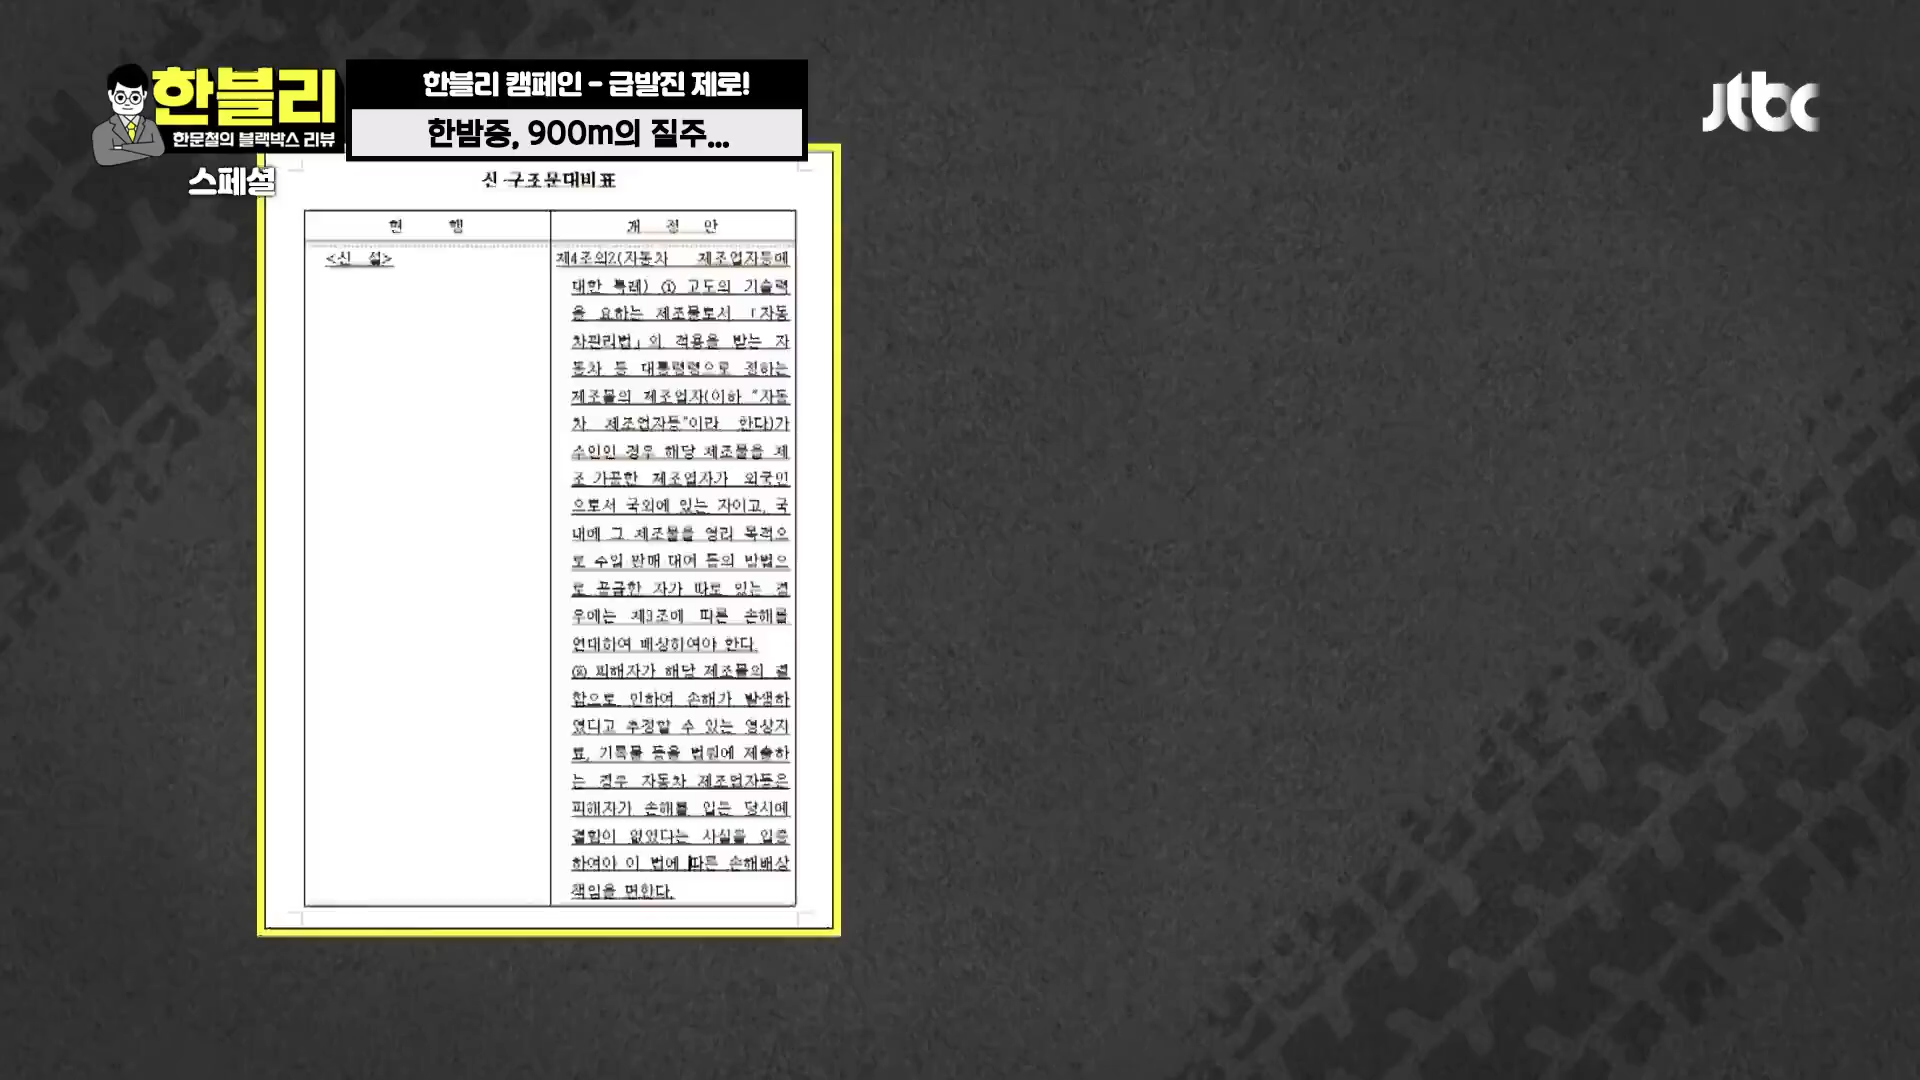 한블리
한문철의 블랙박스 리뷰
스페셜
한블리 캠페인 - 급발진 제로!
한밤중, 900m의 질주...
jtbc
신·구조문대비표
현 행
개 정 안
<신 설>
제4조의2(자동차 제조업자등에
대한 특례) ① 고도의 기술력
을 요하는 제조물로서 「자동
차관리법」의 적용을 받는 자
동차 등 대통령령으로 정하는
제조물의 제조업자(이하 "자동
차 제조업자등"이라 한다)가
수인인 경우 해당 제조물을 제
조·가공한 제조업자가 외국인
으로서 국외에 있는 자이고, 국
내에 그 제조물을 영리 목적으
로 수입·판매·대여 등의 방법으
로 공급한 자가 따로 있는 경
우에는 제3조에 따른 손해를
연대하여 배상하여야 한다.
② 피해자가 해당 제조물의 결
함으로 인하여 손해가 발생하
였다고 추정할 수 있는 영상자
료, 기록물 등을 법원에 제출하
는 경우 자동차 제조업자등은
피해자가 손해를 입는 당시에
결함이 없었다는 사실을 입증
하여야 이 법에 따른 손해배상
책임을 면한다.